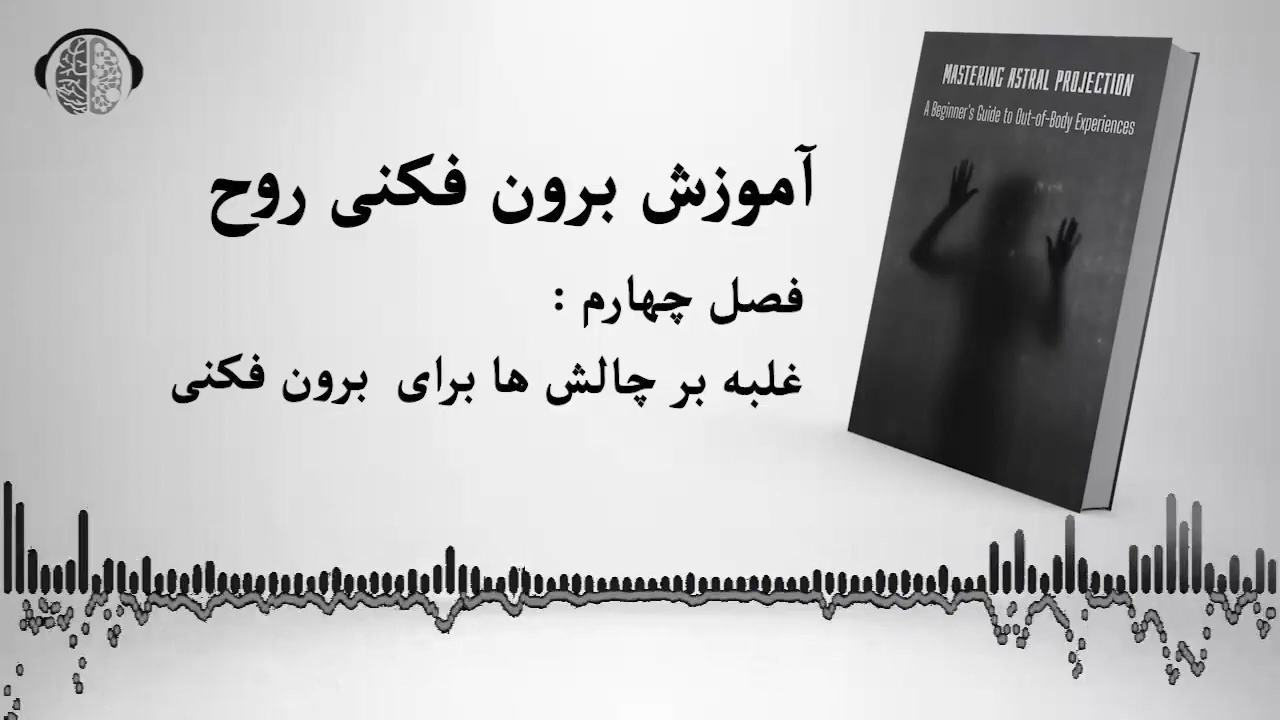 آموزش برون فکنی روح
فصل چهارم :
غلبه بر چالش ها برای برون فکنی
MASTERING ASTRAL PROJECTION
A Beginner's Guide to Out-of-Body Experiences